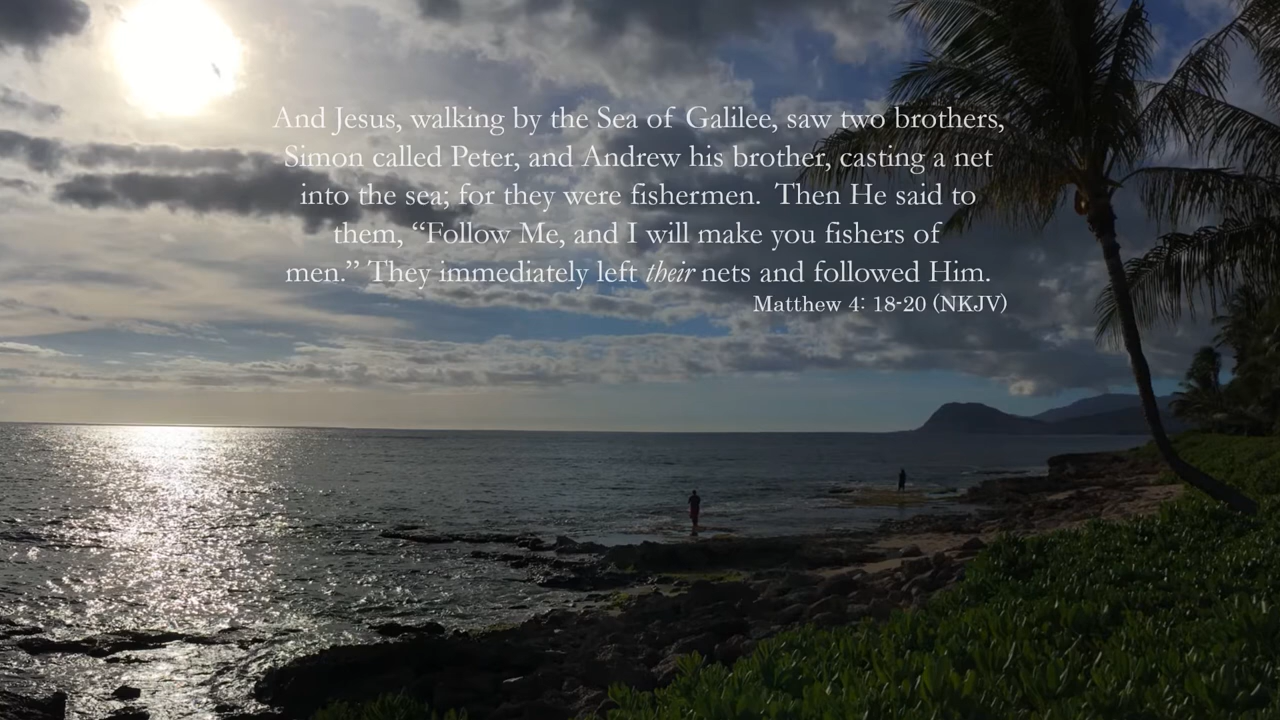 And Jesus, walking by the Sea of Galilee, saw two brothers,
Simon called Peter, and Andrew his brother, casting a net
into the sea; for they were fishermen. Then He said to
them, “Follow Me, and I will make you fishers of
men.” They immediately left their nets and followed Him.
Matthew 4: 18-20 (NKJV)